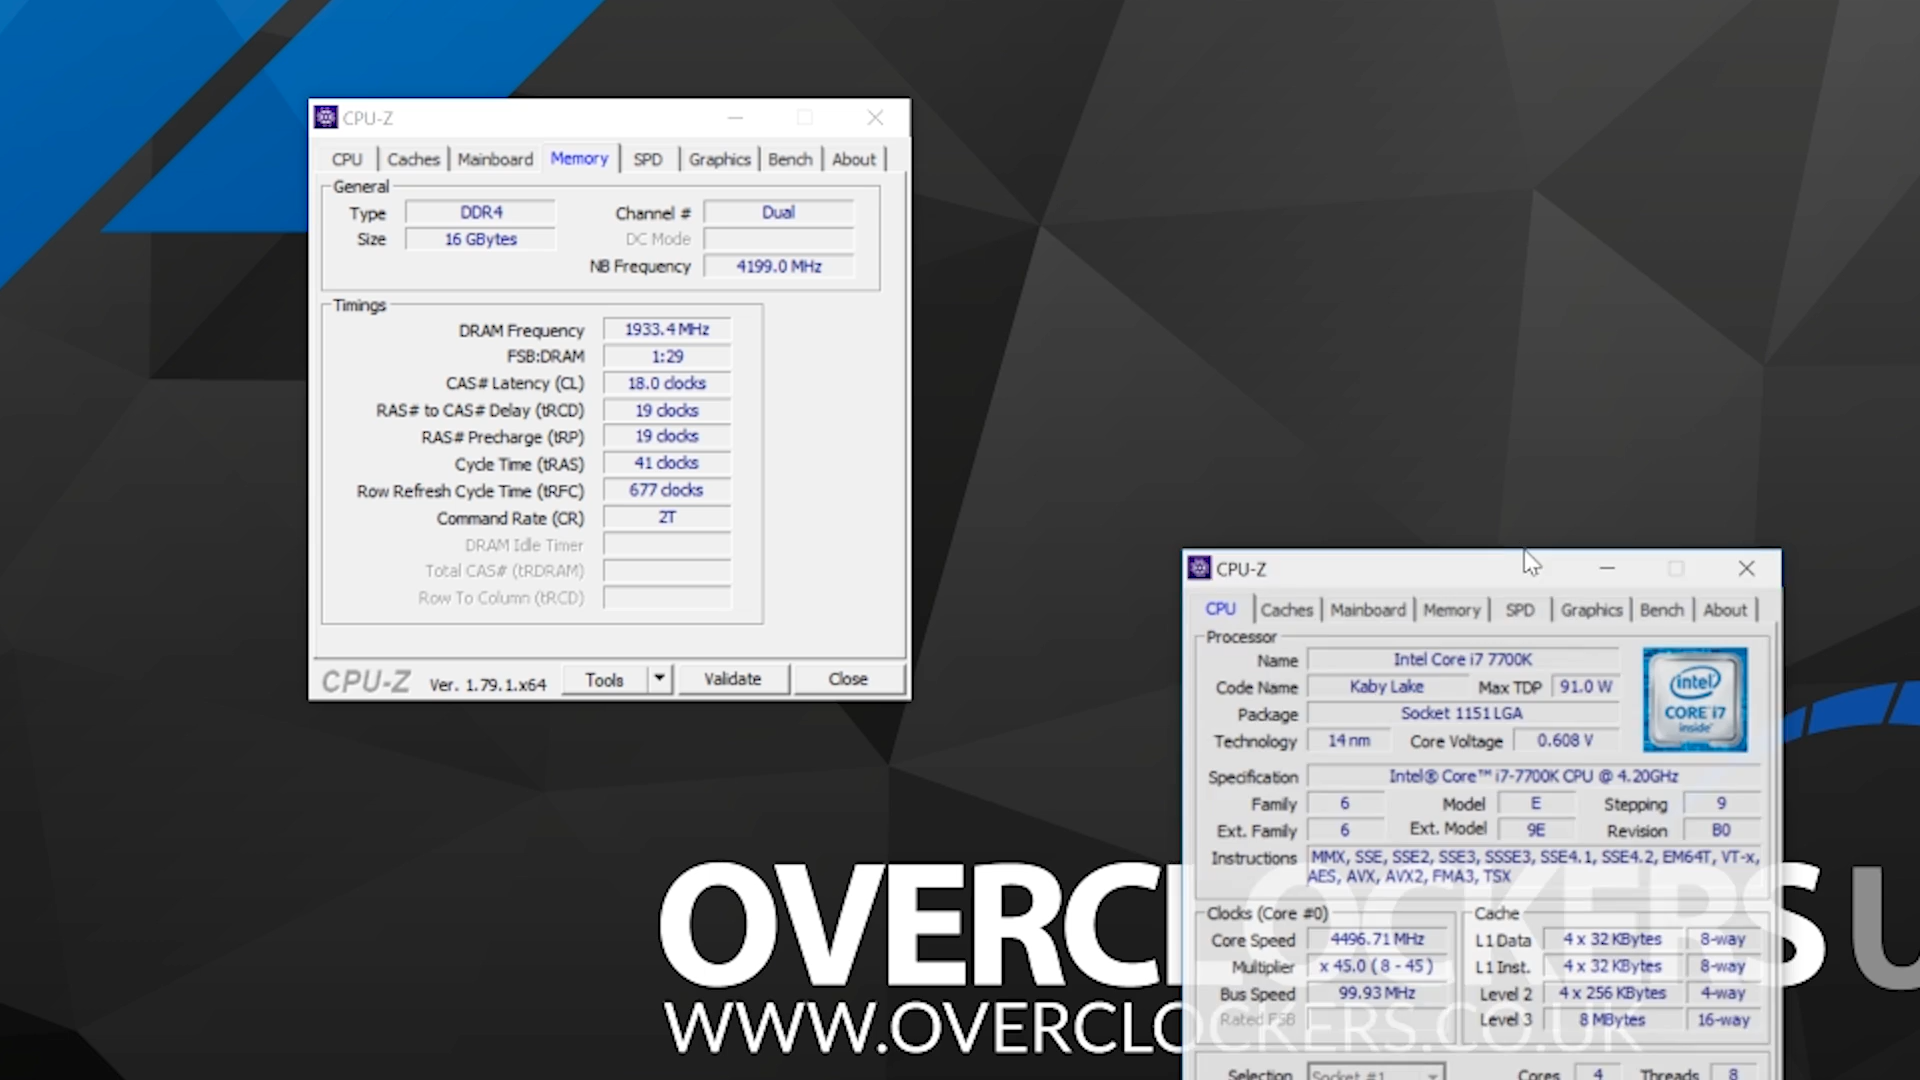 CPU-Z
CPU Caches Mainboard Memory SPD Graphics Bench About
General
Type DDR4 Channel # Dual
Size 16 GBytes DC Mode
NB Frequency 4199.0 MHz
Timings
DRAM Frequency 1933.4 MHz
FSB:DRAM 1:29
CAS# Latency (CL) 18.0 clocks
RAS# to CAS# Delay (tRCD) 19 clocks
RAS# Precharge (tRP) 19 clocks
Cycle Time (tRAS) 41 clocks
Row Refresh Cycle Time (tRFC) 677 clocks
Command Rate (CR) 2T
DRAM Idle Timer
Total CAS# (tRDRAM)
Row To Column (tRCD)
CPU-Z Ver. 1.79.1.x64 Tools Validate Close
CPU-Z
CPU Caches Mainboard Memory SPD Graphics Bench About
Processor
Name Intel Core i7 7700K
Code Name Kaby Lake Max TDP 91.0 W
Package Socket 1151 LGA
Technology 14 nm Core Voltage 0.608 V
intel
CORE i7
inside
Specification Intel® Core™ i7-7700K CPU @ 4.20GHz
Family 6 Model E Stepping 9
Ext. Family 6 Ext. Model 9E Revision B0
Instructions MMX, SSE, SSE2, SSE3, SSSE3, SSE4.1, SSE4.2, EM64T, VT-x,
AES, AVX, AVX2, FMA3, TSX
Clocks (Core #0) Cache
Core Speed 4496.71 MHz L1 Data 4 x 32 KBytes 8-way
Multiplier x 45.0 ( 8 - 45 ) L1 Inst. 4 x 32 KBytes 8-way
Bus Speed 99.93 MHz Level 2 4 x 256 KBytes 4-way
Rated FSB Level 3 8 MBytes 16-way
Selection Socket #1 Cores 4 Threads 8
OVERCLOCKERS U
WWW.OVERCLOCKERS.CO.UK